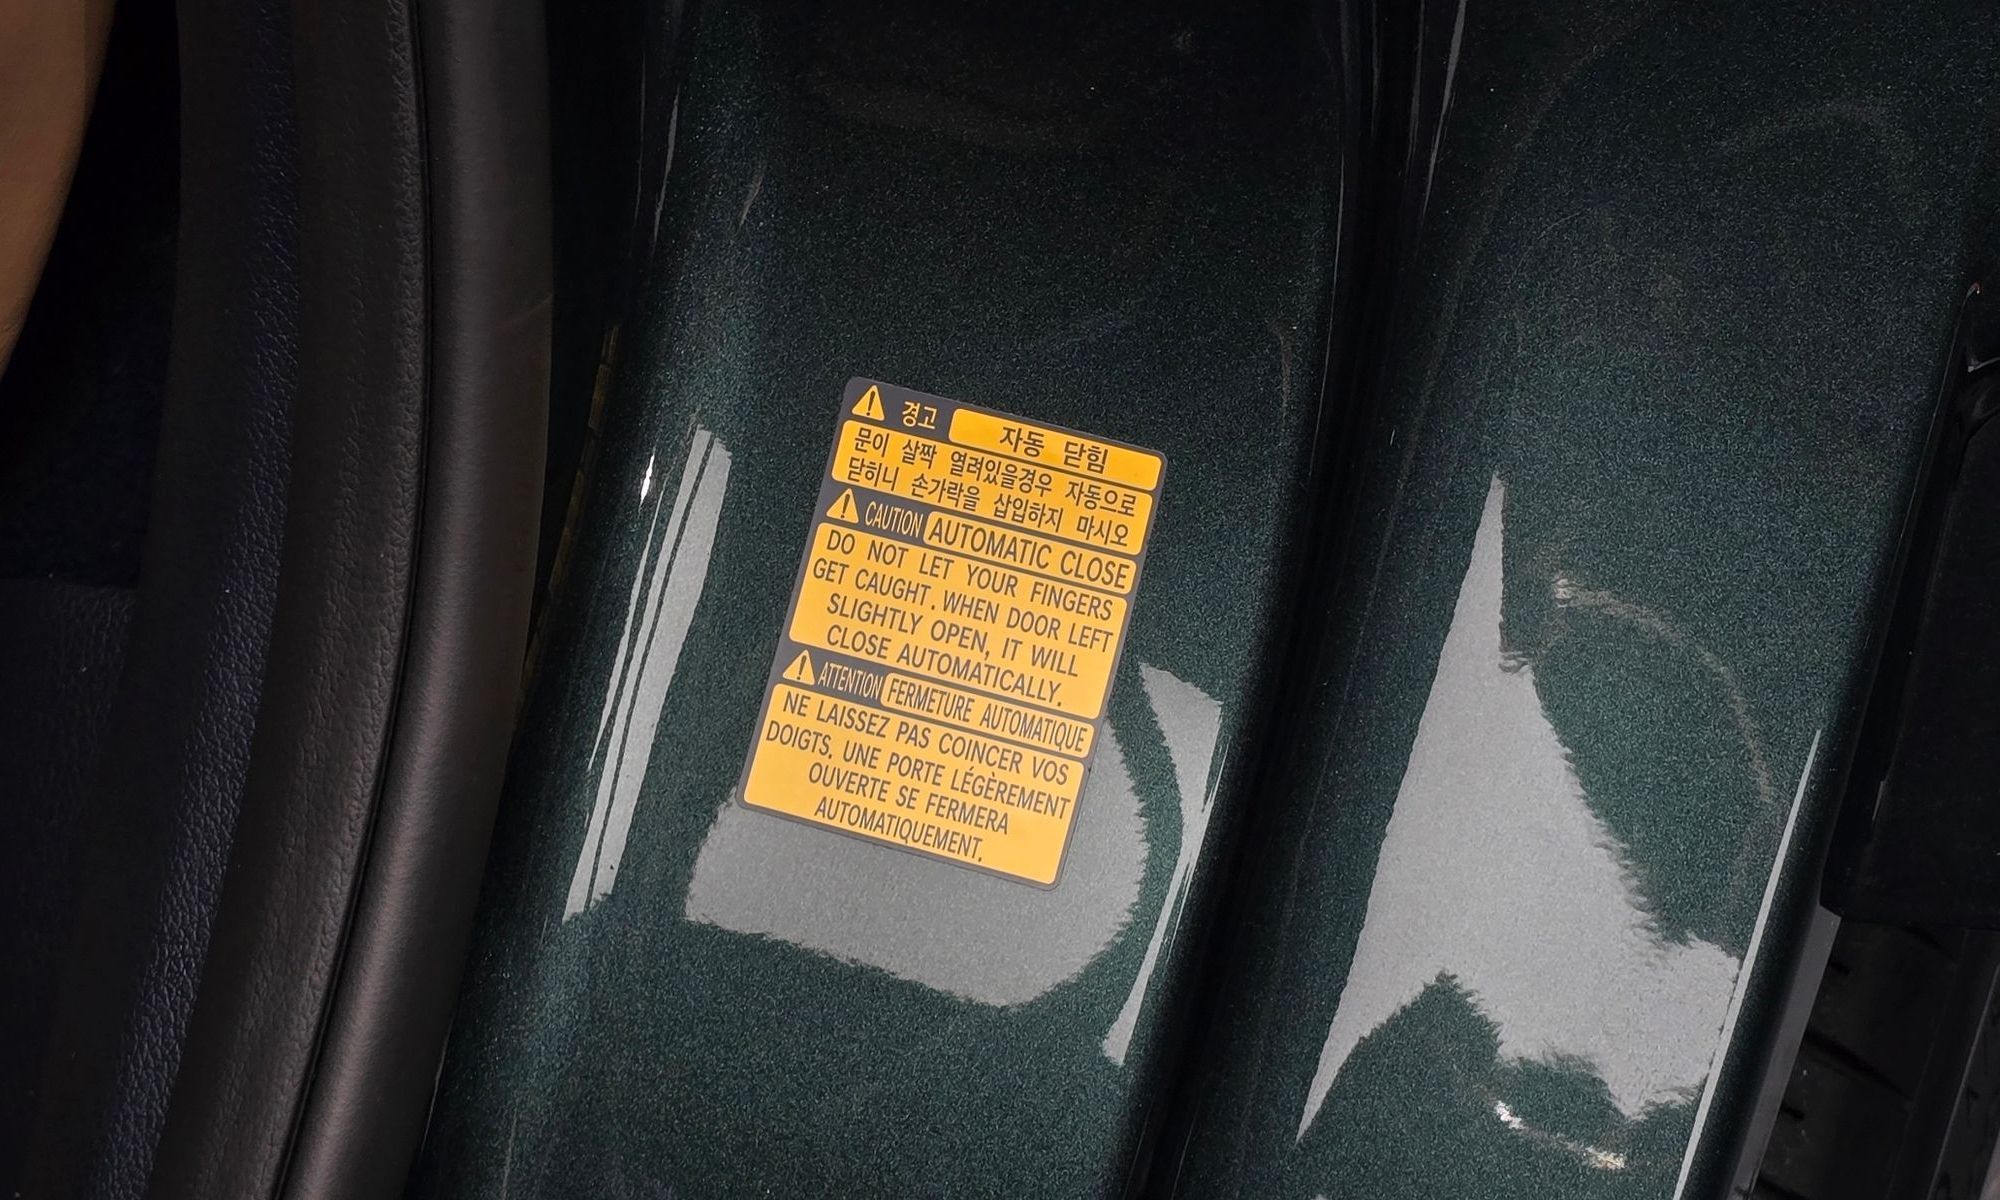 경고 자동 닫힘
문이 살짝 열려있을경우 자동으로
닫히니 손가락을 삽입하지 마시오
CAUTION AUTOMATIC CLOSE
DO NOT LET YOUR FINGERS
GET CAUGHT. WHEN DOOR LEFT
SLIGHTLY OPEN, IT WILL
CLOSE AUTOMATICALLY.
ATTENTION FERMETURE AUTOMATIQUE
NE LAISSEZ PAS COINCER VOS
DOIGTS. UNE PORTE LÉGÈREMENT
OUVERTE SE FERMERA
AUTOMATIQUEMENT.